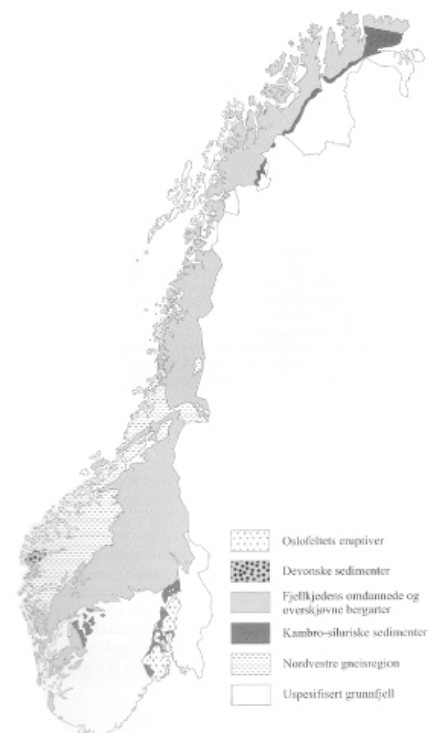 Oslofeltets eruptiver
Devonske sedimenter
Fjellkjedens omdannede og
overskjøvne bergarter
Kambro-siluriske sedimenter
Nordvestre gneisregion
Uspesifisert grunnfjell